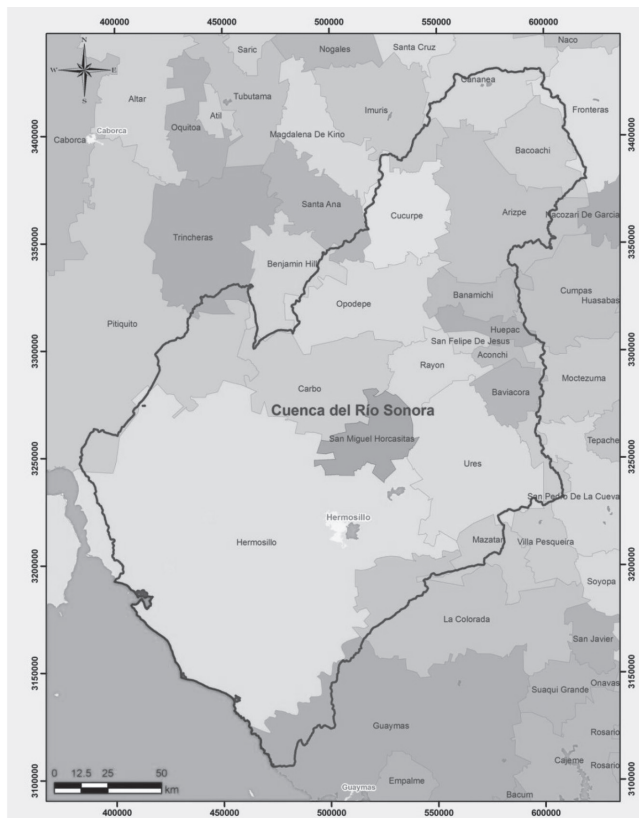 400000 450000 500000 550000 600000
N
W E
S
Naco
Saric Nogales Santa Cruz
Cananea
Altar Tubutama Imuris Fronteras
Oquitoa Atil
Caborca Caborca Magdalena De Kino Bacoachi
3400000 3400000
Santa Ana Cucurpe Arizpe Nacozari De Garcia
Trincheras
3350000 3350000
Benjamin Hill
Opodepe Banamichi Cumpas
Huasabas
Pitiquito Huepac
San Felipe De Jesus
3300000 3300000
Aconchi
Rayon Moctezuma
Carbo Baviacora
Cuenca del Río Sonora
San Miguel Horcasitas Tepache
3250000 3250000
Ures
San Pedro De La Cueva
Hermosillo
Hermosillo Mazatan Villa Pesqueira
3200000 3200000
Soyopa
La Colorada
San Javier
3150000 3150000
Suaqui Grande Onavas
Guaymas Rosario
Cajeme Rosario
0 12.5 25 50
km
3100000 3100000
Guaymas Empalme Bacum
400000 450000 500000 550000 600000